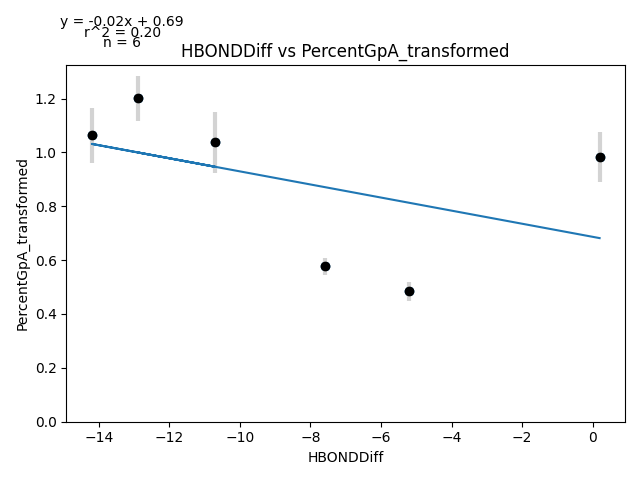 y = -0.02x + 0.69
r^2 = 0.20
n = 6
HBONDDiff vs PercentGpA_transformed
PercentGpA_transformed
1.2
1.0
0.8
0.6
0.4
0.2
0.0
−14 −12 −10 −8 −6 −4 −2 0
HBONDDiff